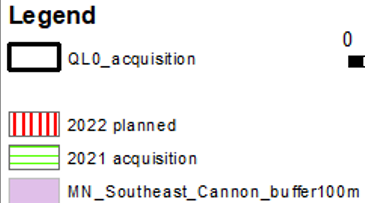 Legend
0
QL0_acquisition
2022 planned
2021 acquisition
MN_Southeast_Cannon_buffer100m